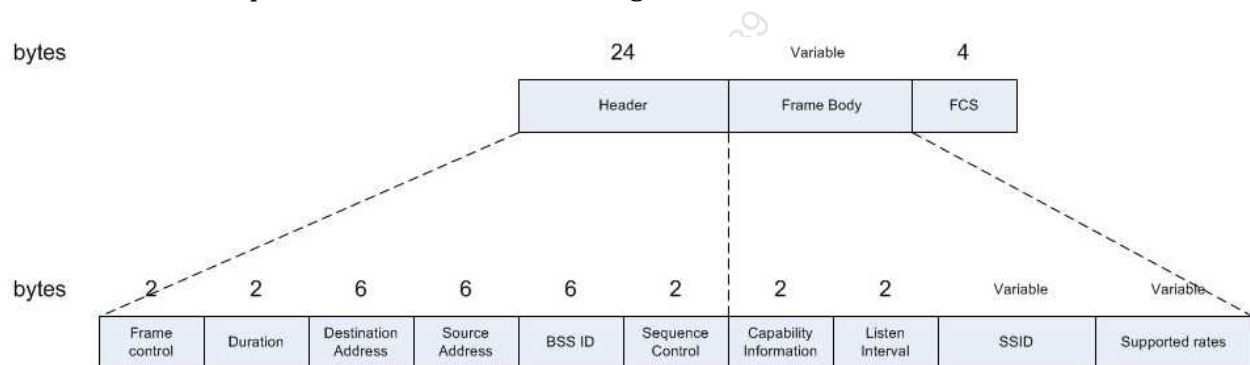 bytes 24 Variable 4
Header Frame Body FCS
bytes 2 2 6 6 6 2 2 2 Variable Variable
Frame control Duration Destination Address Source Address BSS ID Sequence Control Capability Information Listen Interval SSID Supported rates